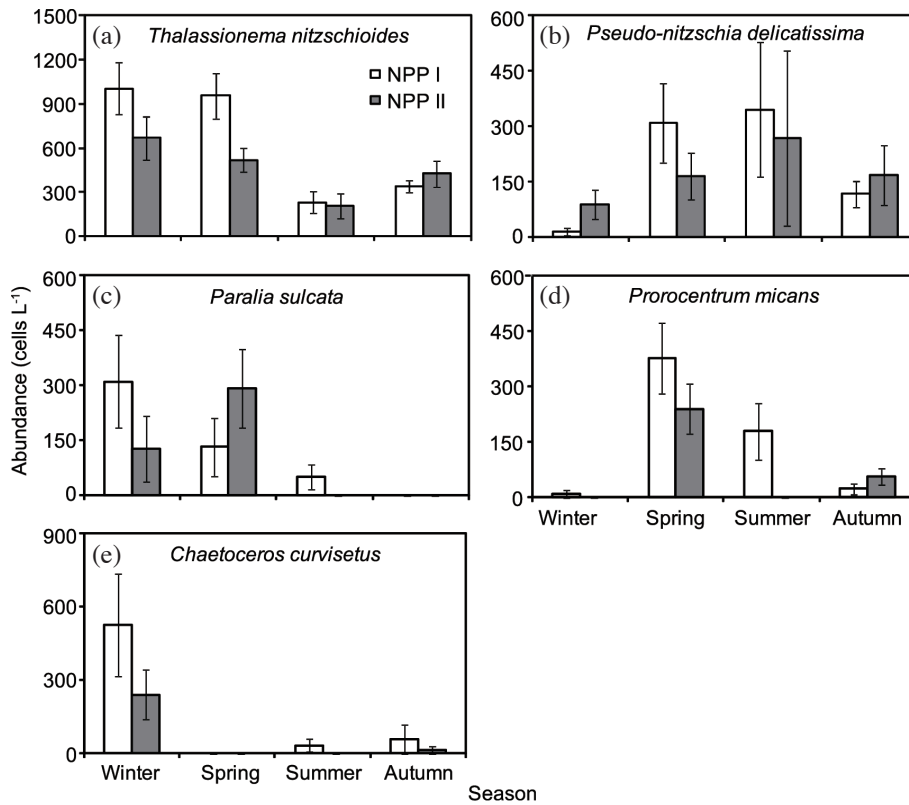 (a) Thalassionema nitzschioides
NPP I
NPP II
1500
1200
900
600
300
0
(b) Pseudo-nitzschia delicatissima
600
450
300
150
0
Abundance (cells L⁻¹)
(c) Paralia sulcata
600
450
300
150
0
(d) Prorocentrum micans
600
450
300
150
0
Winter Spring Summer Autumn
(e) Chaetoceros curvisetus
900
600
300
0
Winter Spring Summer Autumn
Season